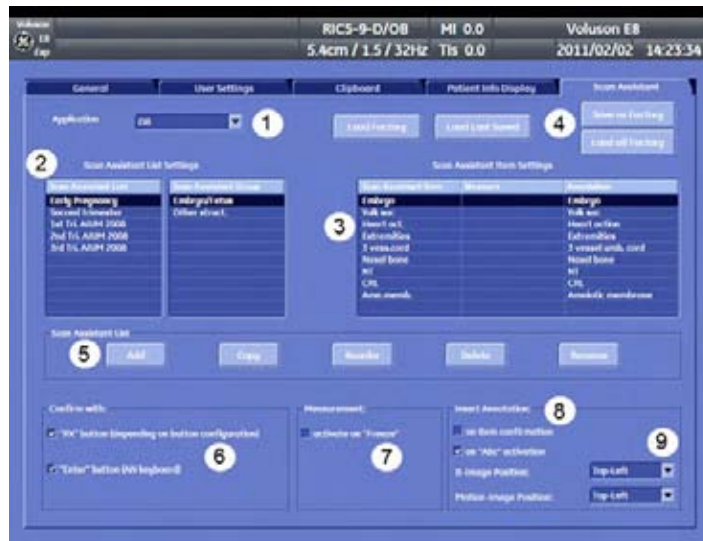 Voluson
E8
Exp
RIC5-9-D/OB MI 0.0 Voluson E8
5.4cm / 1.5 / 32Hz TIs 0.0 2011/02/02 14:23:34
General User Settings Clipboard Patient Info Display Scan Assistant
Application OB 1 Load Factory Load Last Saved 4 Save as Factory
Load all Factory
2 Scan Assistant List Settings Scan Assistant Item Settings
Scan Assistant List Scan Assistant Group Scan Assistant Item Measure Annotation
Early Pregnancy Embryo/Fetus Embryo Embryo
Second Trimester Other struct. Yolk sac Yolk sac
1st Tri. AIUM 2008 3 Heart act. Heart action
2nd Tri. AIUM 2008 Extremities Extremities
3rd Tri. AIUM 2008 3 vess.cord 3 vessel umb. cord
Nasal bone Nasal bone
NT NT
CRL CRL
Amn.memb. Amniotic membrane
Scan Assistant List
5 Add Copy Reorder Delete Rename
Confirm with: Measurement: Insert Annotation: 8
button (depending on button configuration) activate on "Freeze" on item confirmation
6 7 on "Abc" activation 9
"Enter" button keyboard) B-Image Position: Top-Left
Motion-Image Position: Top-Left